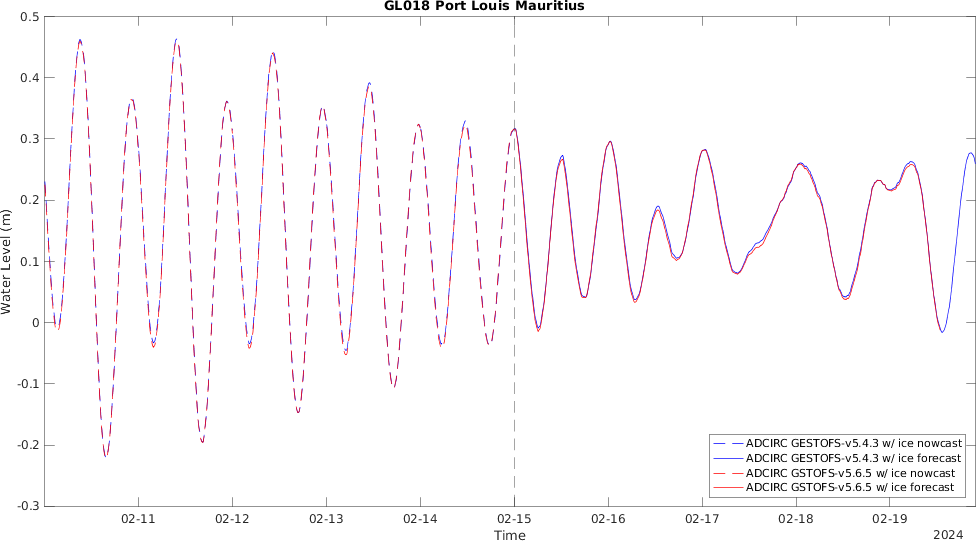 GL018 Port Louis Mauritius
0.5
0.4
0.3
0.2
0.1
0
-0.1
-0.2
-0.3
Water Level (m)
ADCIRC GESTOFS-v5.4.3 w/ ice nowcast
ADCIRC GESTOFS-v5.4.3 w/ ice forecast
ADCIRC GSTOFS-v5.6.5 w/ ice nowcast
ADCIRC GSTOFS-v5.6.5 w/ ice forecast
02-11 02-12 02-13 02-14 02-15 02-16 02-17 02-18 02-19
Time
2024